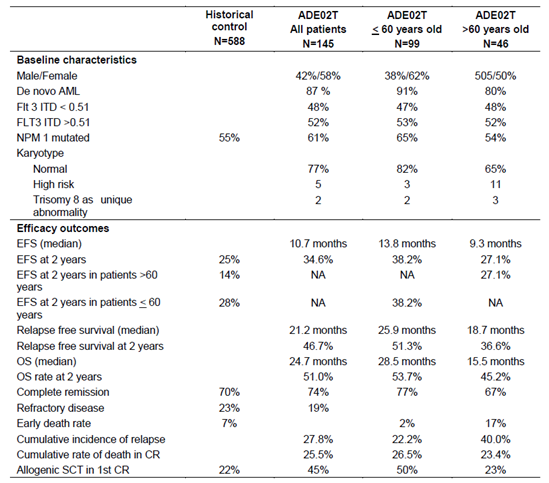 Historical control N=588 ADE02T All patients N=145 ADE02T ≤ 60 years old N=99 ADE02T >60 years old N=46
Baseline characteristics
Male/Female 42%/58% 38%/62% 505/50%
De novo AML 87 % 91% 80%
Flt 3 ITD < 0.51 48% 47% 48%
FLT3 ITD >0.51 52% 53% 52%
NPM 1 mutated 55% 61% 65% 54%
Karyotype
Normal 77% 82% 65%
High risk 5 3 11
Trisomy 8 as unique abnormality 2 2 3
Efficacy outcomes
EFS (median) 10.7 months 13.8 months 9.3 months
EFS at 2 years 25% 34.6% 38.2% 27.1%
EFS at 2 years in patients >60 years 14% NA NA 27.1%
EFS at 2 years in patients ≤ 60 years 28% NA 38.2% NA
Relapse free survival (median) 21.2 months 25.9 months 18.7 months
Relapse free survival at 2 years 46.7% 51.3% 36.6%
OS (median) 24.7 months 28.5 months 15.5 months
OS rate at 2 years 51.0% 53.7% 45.2%
Complete remission 70% 74% 77% 67%
Refractory disease 23% 19%
Early death rate 7% 2% 17%
Cumulative incidence of relapse 27.8% 22.2% 40.0%
Cumulative rate of death in CR 25.5% 26.5% 23.4%
Allogenic SCT in 1st CR 22% 45% 50% 23%